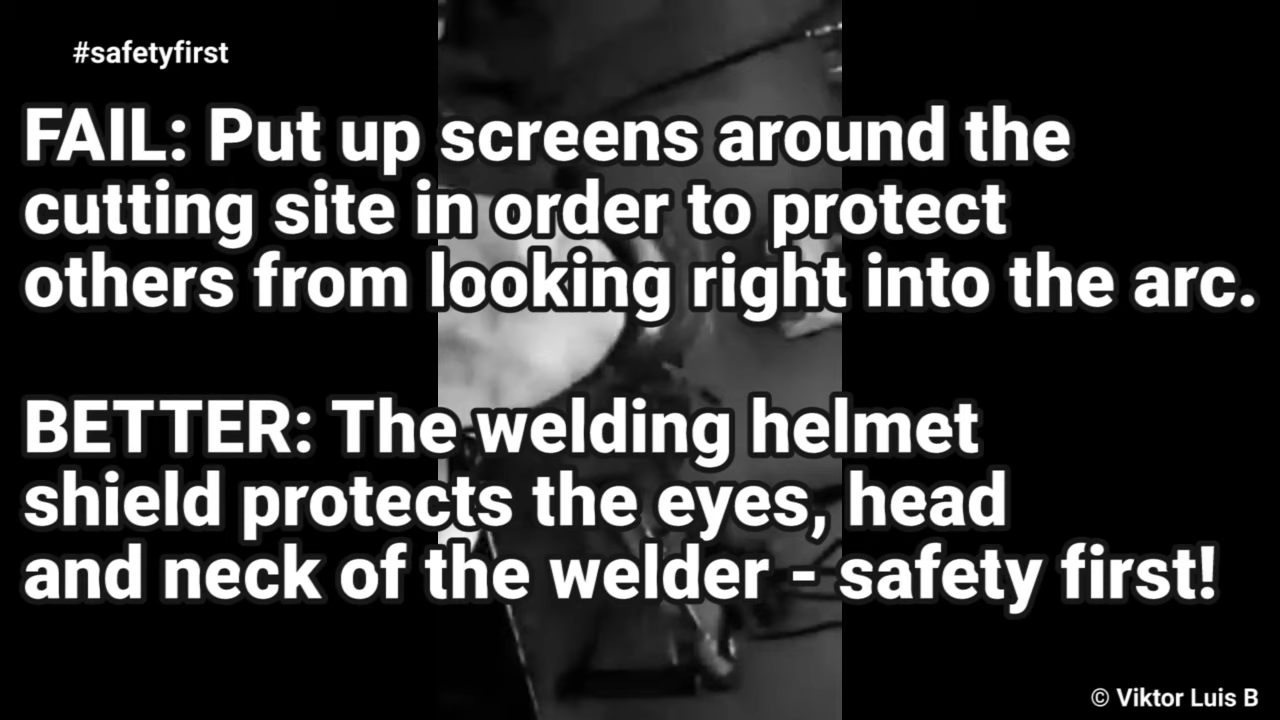 #safetyfirst
FAIL: Put up screens around the
cutting site in order to protect
others from looking right into the arc.
BETTER: The welding helmet
shield protects the eyes, head
and neck of the welder - safety first!
© Viktor Luis B